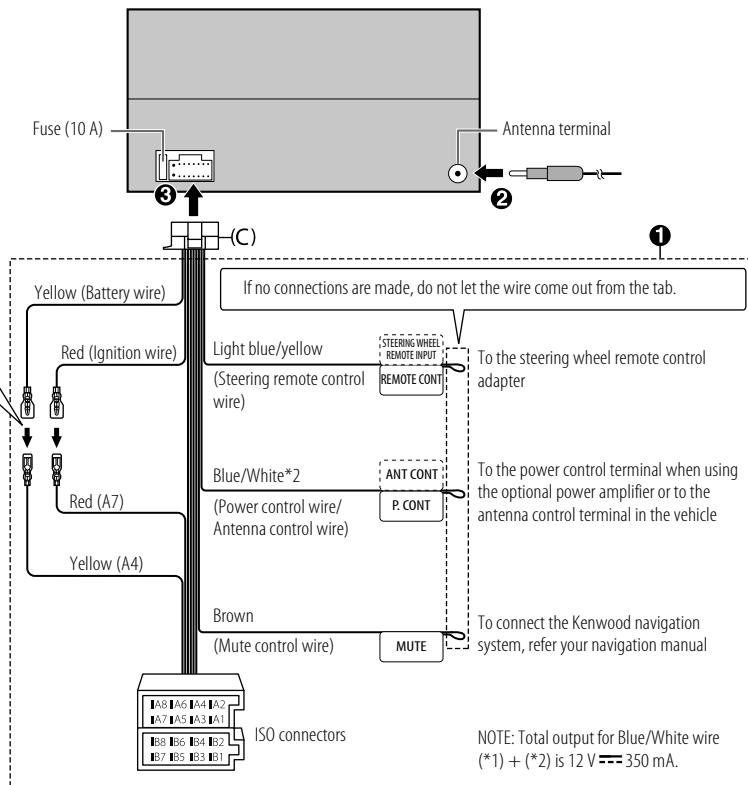 Fuse (10 A)
Antenna terminal
❸
❷
(C)
❶
If no connections are made, do not let the wire come out from the tab.
Yellow (Battery wire)
Red (Ignition wire)
Light blue/yellow
(Steering remote control
wire)
STEERING WHEEL
REMOTE INPUT
REMOTE CONT
To the steering wheel remote control
adapter
Blue/White*2
(Power control wire/
Antenna control wire)
ANT CONT
P. CONT
To the power control terminal when using
the optional power amplifier or to the
antenna control terminal in the vehicle
Red (A7)
Yellow (A4)
Brown
(Mute control wire)
MUTE
To connect the Kenwood navigation
system, refer your navigation manual
A8 A6 A4 A2
A7 A5 A3 A1
B8 B6 B4 B2
B7 B5 B3 B1
ISO connectors
NOTE: Total output for Blue/White wire
(*1) + (*2) is 12 V ⎓ 350 mA.